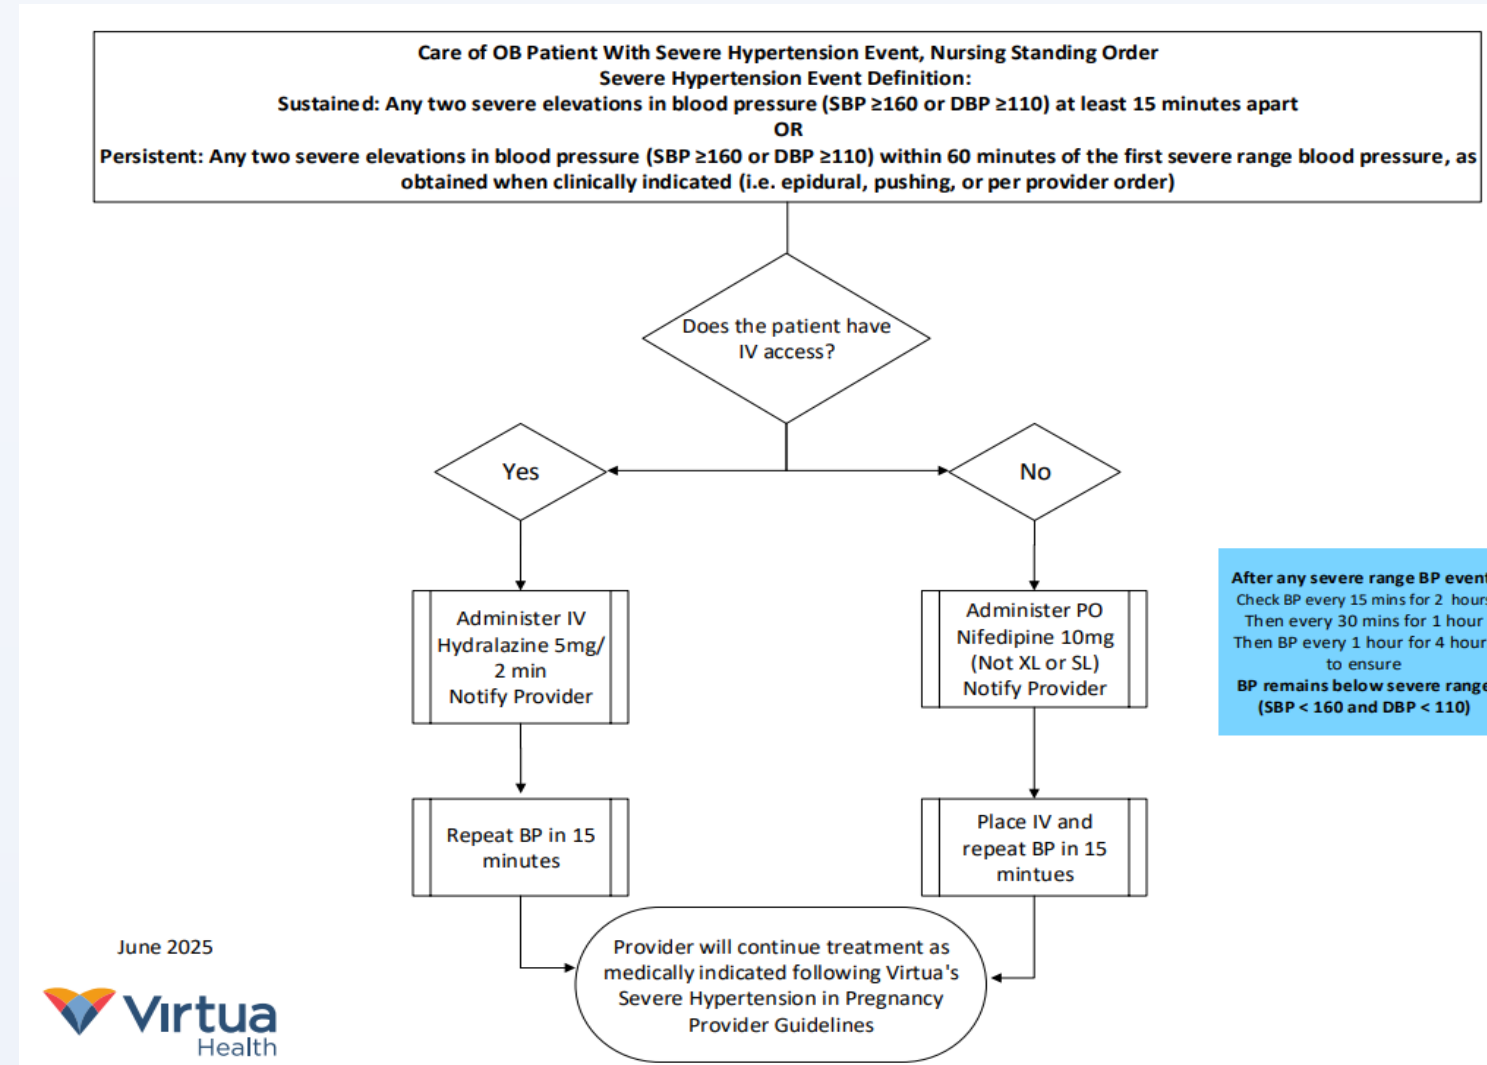 Care of OB Patient With Severe Hypertension Event, Nursing Standing Order
Severe Hypertension Event Definition:
Sustained: Any two severe elevations in blood pressure (SBP ≥160 or DBP ≥110) at least 15 minutes apart
OR
Persistent: Any two severe elevations in blood pressure (SBP ≥160 or DBP ≥110) within 60 minutes of the first severe range blood pressure, as
obtained when clinically indicated (i.e. epidural, pushing, or per provider order)
Does the patient have
IV access?
Yes
No
Administer IV
Hydralazine 5mg/
2 min
Notify Provider
Administer PO
Nifedipine 10mg
(Not XL or SL)
Notify Provider
After any severe range BP event
Check BP every 15 mins for 2 hours
Then every 30 mins for 1 hour
Then BP every 1 hour for 4 hour
to ensure
BP remains below severe range
(SBP < 160 and DBP < 110)
Repeat BP in 15
minutes
Place IV and
repeat BP in 15
mintues
Provider will continue treatment as
medically indicated following Virtua's
Severe Hypertension in Pregnancy
Provider Guidelines
June 2025
Virtua
Health